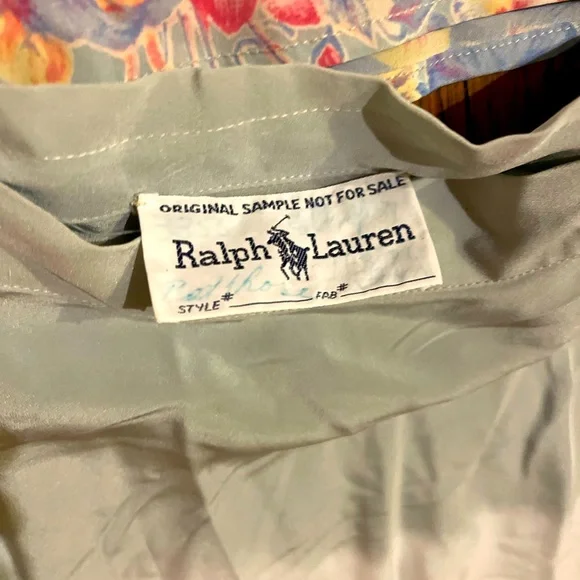 ORIGINAL SAMPLE NOT FOR SALE
Ralph Lauren
STYLE# FAB#